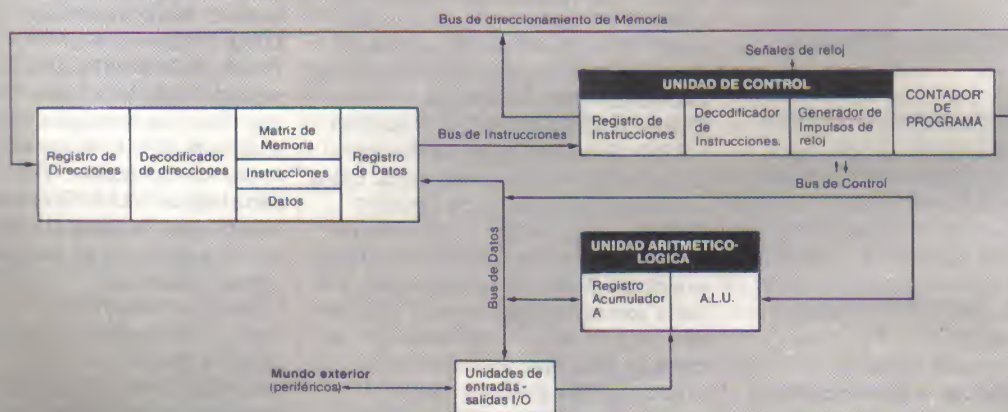 Bus de direccionamiento de Memoria
Señales de reloj
UNIDAD DE CONTROL
Registro de
Instrucciones
Decodificador
de
Instrucciones.
Generador de
Impulsos de
reloj
CONTADOR
DE
PROGRAMA
Bus de Control
Registro de
Direcciones
Decodificador
de direcciones
Matriz de
Memoria
Instrucciones
Datos
Registro
de Datos
Bus de Instrucciones
Bus de Datos
UNIDAD ARITMETICO-
LOGICA
Registro
Acumulador
A
A.L.U.
Mundo exterior
(periféricos)
Unidades de
entradas -
salidas I/O